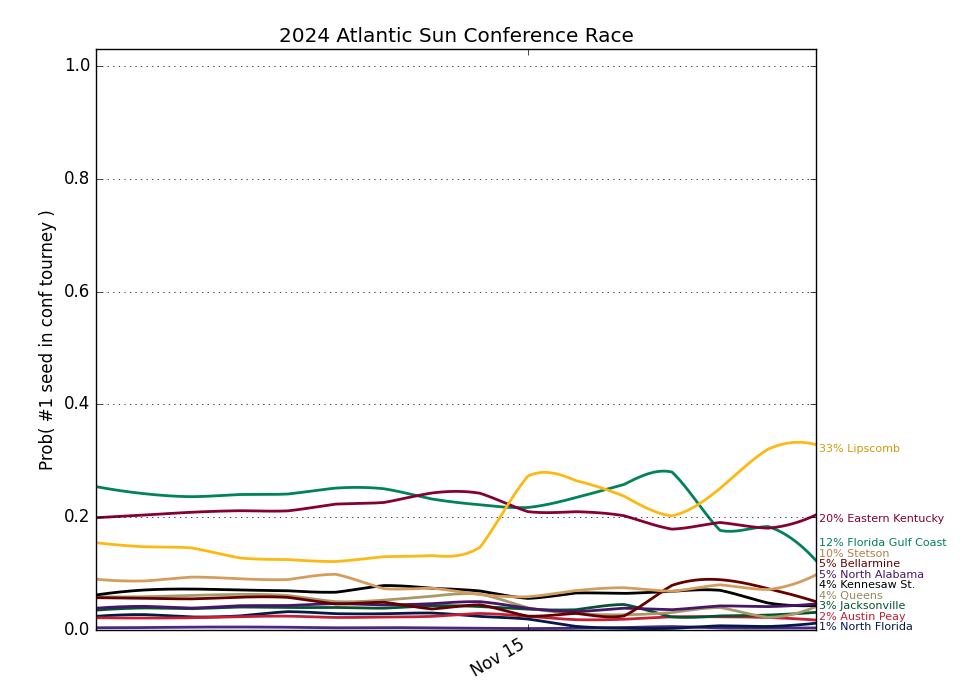 2024 Atlantic Sun Conference Race
Prob( #1 seed in conf tourney )
1.0
0.8
0.6
0.4
0.2
0.0
Nov 15
33% Lipscomb
20% Eastern Kentucky
12% Florida Gulf Coast
10% Stetson
5% Bellarmine
5% North Alabama
4% Kennesaw St.
4% Queens
3% Jacksonville
2% Austin Peay
1% North Florida